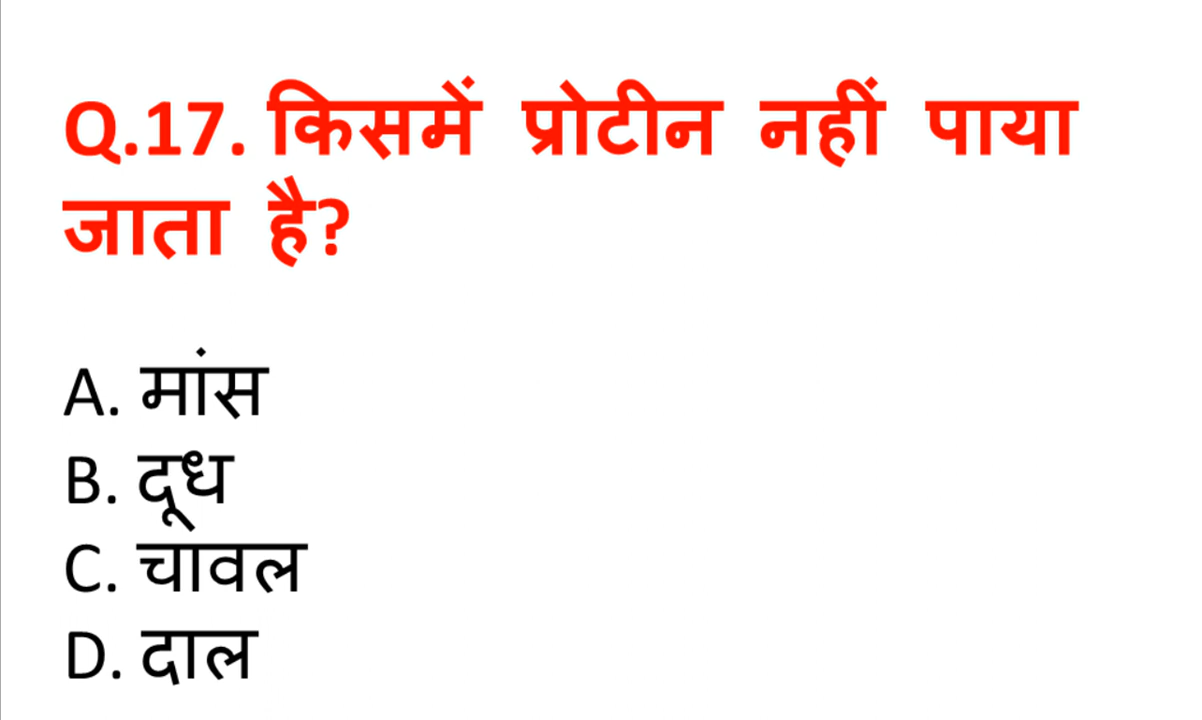 Q.17. किसमें प्रोटीन नहीं पाया
जाता है?
A. मांस
B. दूध
C. चावल
D. दाल